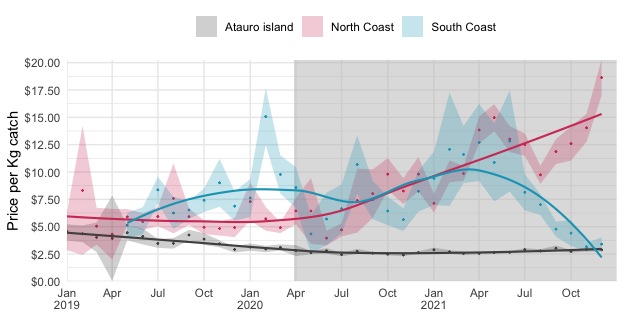 Atauro island North Coast South Coast
Price per Kg catch
$20.00
$17.50
$15.00
$12.50
$10.00
$7.50
$5.00
$2.50
$0.00
Jan Apr Jul Oct Jan Apr Jul Oct Jan Apr Jul Oct
2019 2020 2021